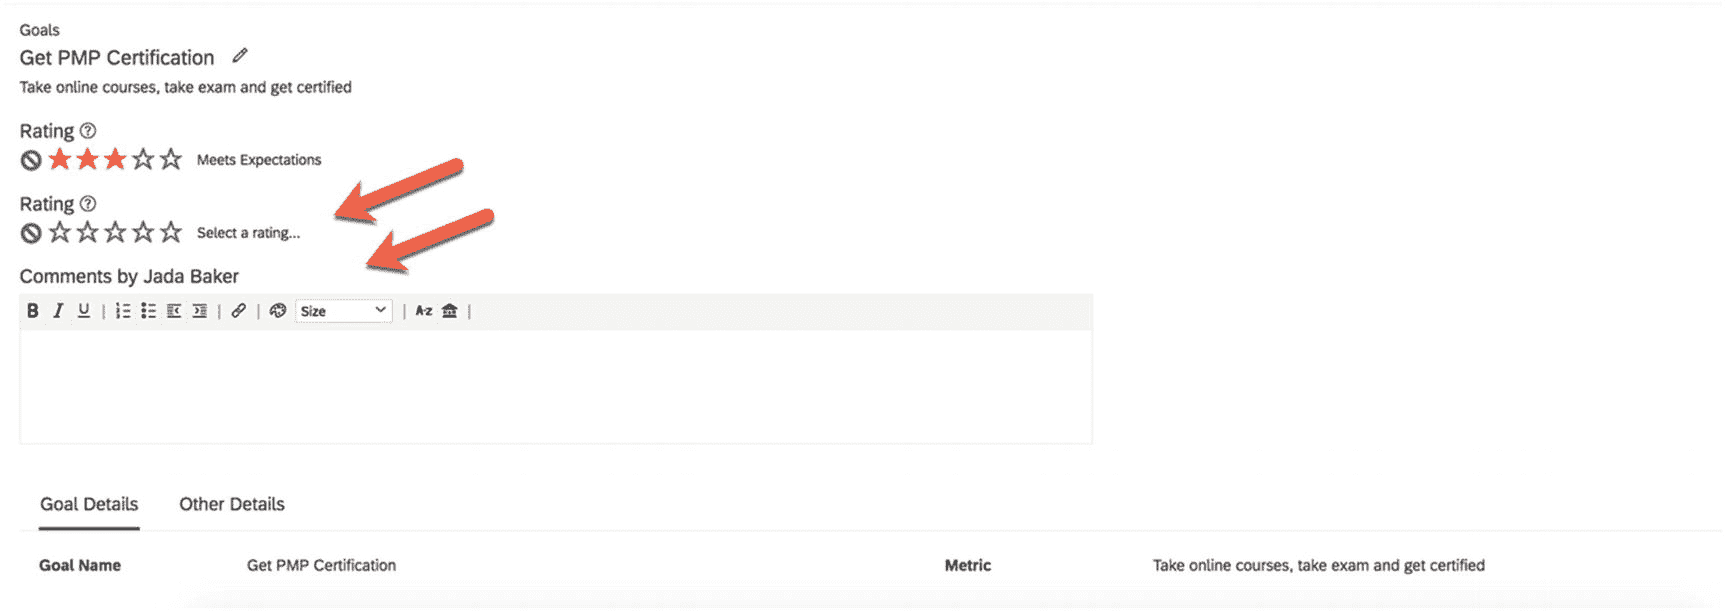 Goals
Get PMP Certification
Take online courses, take exam and get certified
Rating ?
Meets Expectations
Rating ?
Select a rating...
Comments by Jada Baker
B I U | | | Size | A-Z |
Goal Details Other Details
Goal Name Get PMP Certification Metric Take online courses, take exam and get certified